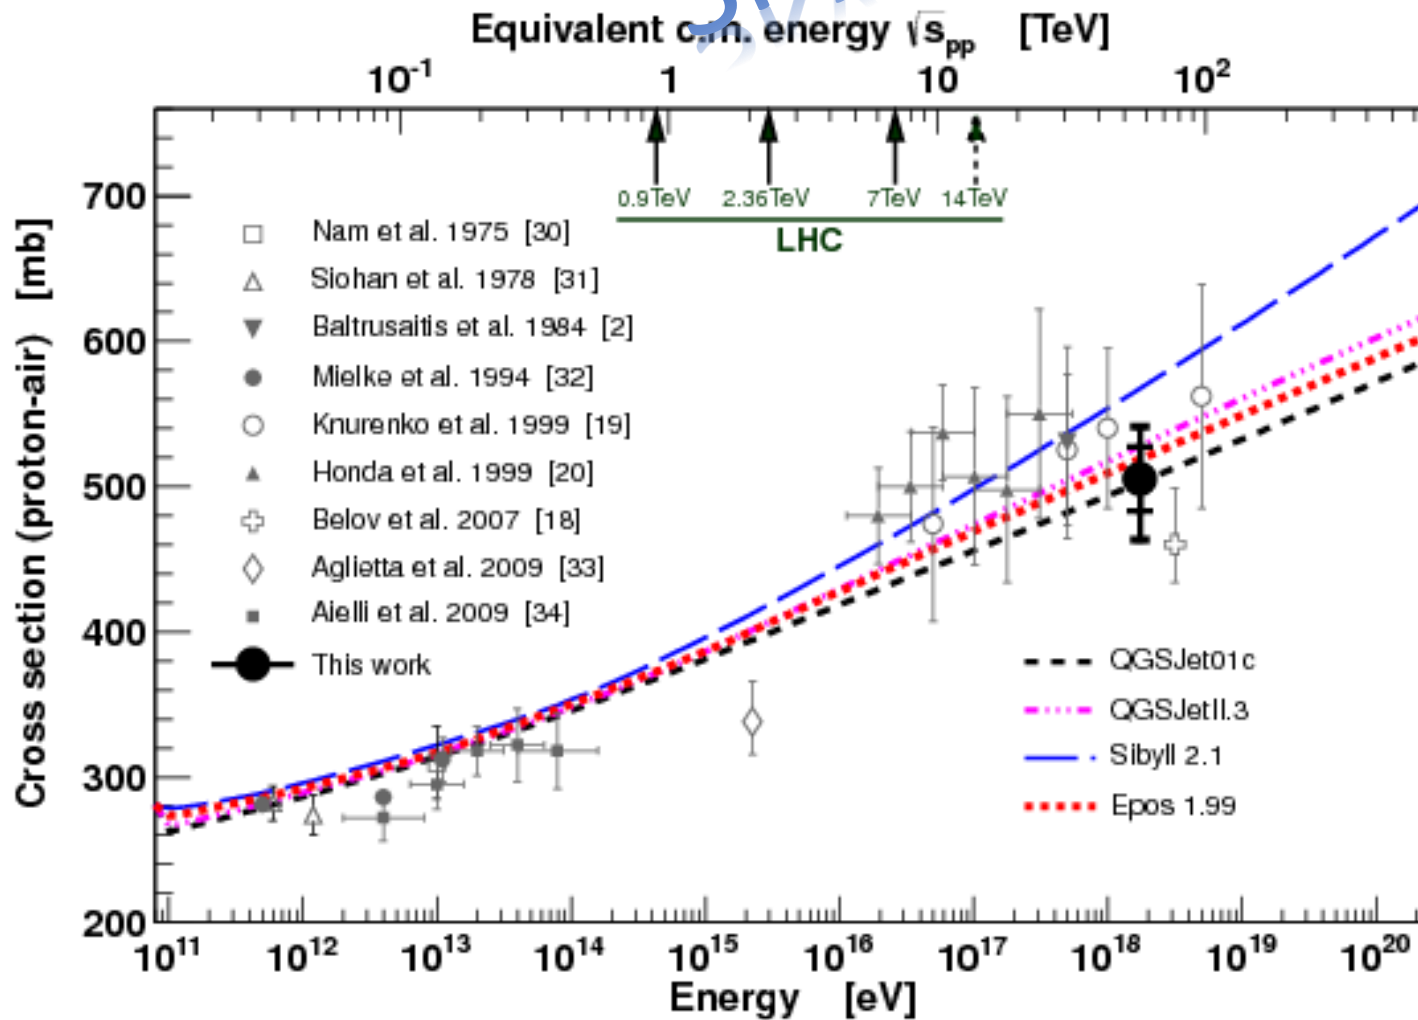 Equivalent c.m. energy √s_pp [TeV]
10^-1 1 10 10^2
0.9TeV 2.36TeV 7TeV 14TeV
LHC
Cross section (proton-air) [mb]
700
600
500
400
300
200
Nam et al. 1975 [30]
Siohan et al. 1978 [31]
Baltrusaitis et al. 1984 [2]
Mielke et al. 1994 [32]
Knurenko et al. 1999 [19]
Honda et al. 1999 [20]
Belov et al. 2007 [18]
Aglietta et al. 2009 [33]
Aielli et al. 2009 [34]
This work
QGSJet01c
QGSJetII.3
Sibyll 2.1
Epos 1.99
10^11 10^12 10^13 10^14 10^15 10^16 10^17 10^18 10^19 10^20
Energy [eV]